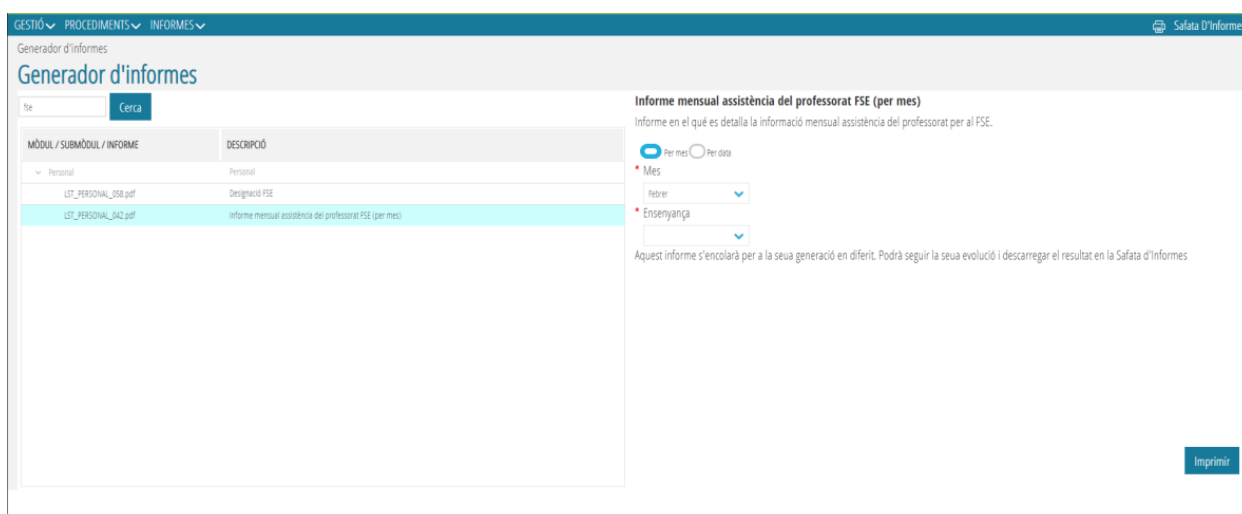 GESTIÓ PROCEDIMENTS INFORMES Safata D'Informe
Generador d'informes
Generador d'informes
fse Cerca
MÒDUL / SUBMÒDUL / INFORME DESCRIPCIÓ
Personal Personal
LST_PERSONAL_058.pdf Designació FSE
LST_PERSONAL_042.pdf Informe mensual assistència del professorat FSE (per mes)
Informe mensual assistència del professorat FSE (per mes)
Informe en el qué es detalla la informació mensual assistència del professorat per al FSE.
Per mes Per data
* Mes
Febrer
* Ensenyança
Aquest informe s'encolarà per a la seua generació en diferit. Podrà seguir la seua evolució i descarregar el resultat en la Safata d'Informes
Imprimir